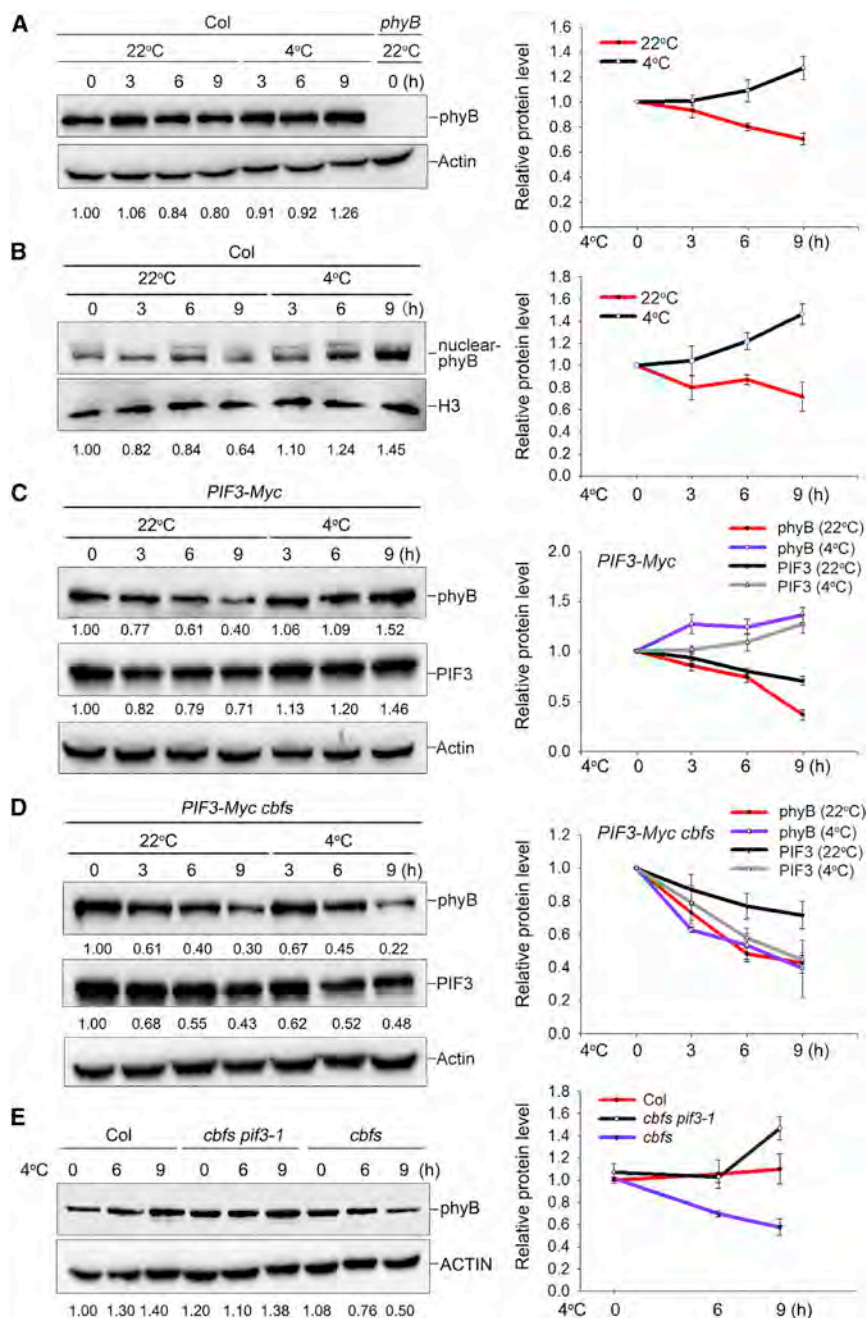 A
Col
phyB
22°C
4°C
22°C
0 3 6 9 3 6 9 0 (h)
phyB
Actin
1.00 1.06 0.84 0.80 0.91 0.92 1.26
Relative protein level
1.6
1.4
1.2
1.0
0.8
0.6
0.4
0.2
0.0
22°C
4°C
4°C 0 3 6 9 (h)
B
Col
22°C
4°C
0 3 6 9 3 6 9 (h)
nuclear-
phyB
H3
1.00 0.82 0.84 0.64 1.10 1.24 1.45
Relative protein level
1.8
1.6
1.4
1.2
1.0
0.8
0.6
0.4
0.2
0.0
22°C
4°C
4°C 0 3 6 9 (h)
C
PIF3-Myc
22°C
4°C
0 3 6 9 3 6 9 (h)
phyB
1.00 0.77 0.61 0.40 1.06 1.09 1.52
PIF3
1.00 0.82 0.79 0.71 1.13 1.20 1.46
Actin
phyB (22°C)
phyB (4°C)
PIF3 (22°C)
PIF3 (4°C)
PIF3-Myc
Relative protein level
2.0
1.5
1.0
0.5
0.0
4°C 0 3 6 9 (h)
D
PIF3-Myc cbfs
22°C
4°C
0 3 6 9 3 6 9 (h)
phyB
1.00 0.61 0.40 0.30 0.67 0.45 0.22
PIF3
1.00 0.68 0.55 0.43 0.62 0.52 0.48
Actin
phyB (22°C)
phyB (4°C)
PIF3 (22°C)
PIF3 (4°C)
PIF3-Myc cbfs
Relative protein level
1.2
1.0
0.8
0.6
0.4
0.2
0.0
4°C 0 3 6 9 (h)
E
Col
cbfs pif3-1
cbfs
4°C 0 6 9 0 6 9 0 6 9 (h)
phyB
ACTIN
1.00 1.30 1.40 1.20 1.10 1.38 1.08 0.76 0.50
Relative protein level
1.8
1.6
1.4
1.2
1.0
0.8
0.6
0.4
0.2
0.0
Col
cbfs pif3-1
cbfs
4°C 0 6 9 (h)